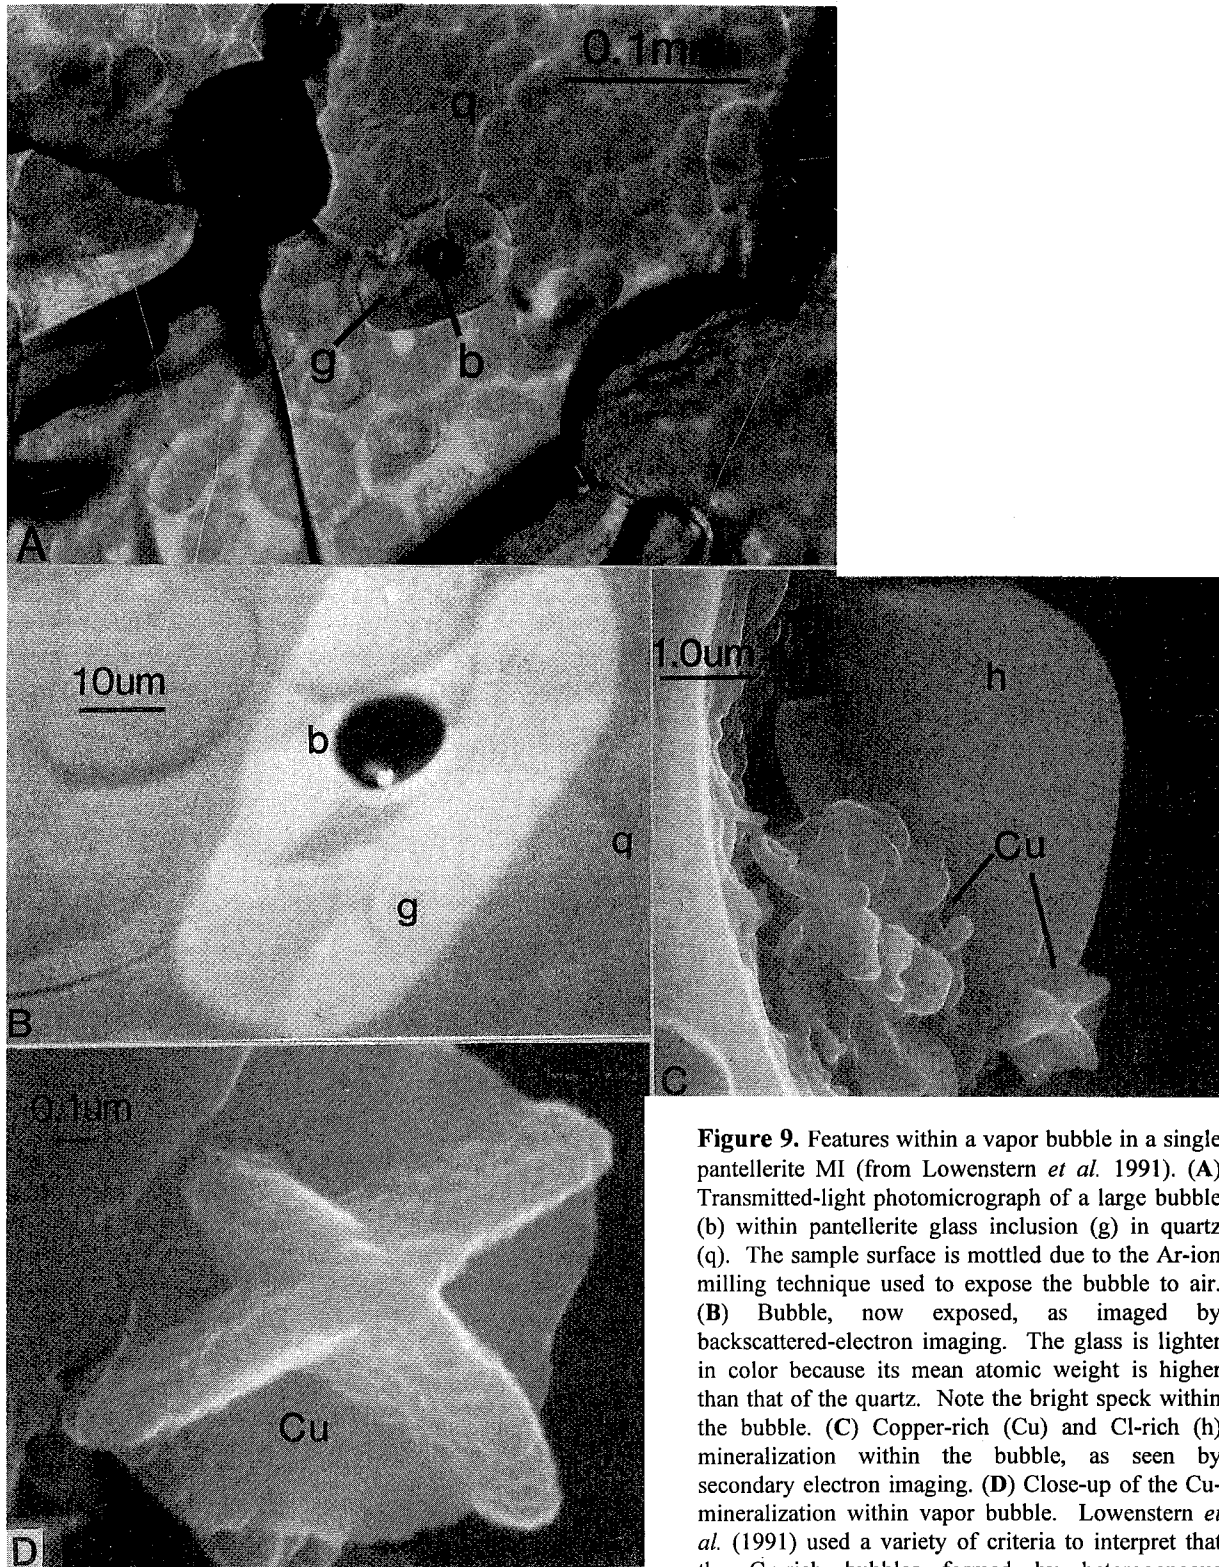 0.1mm
q
g
b
A
10um
b
q
g
B
1.0um
h
Cu
C
0.1um
Cu
D
Figure 9. Features within a vapor bubble in a single
pantellerite MI (from Lowenstern et al. 1991). (A)
Transmitted-light photomicrograph of a large bubble
(b) within pantellerite glass inclusion (g) in quartz
(q). The sample surface is mottled due to the Ar-ion
milling technique used to expose the bubble to air.
(B) Bubble, now exposed, as imaged by
backscattered-electron imaging. The glass is lighter
in color because its mean atomic weight is higher
than that of the quartz. Note the bright speck within
the bubble. (C) Copper-rich (Cu) and Cl-rich (h)
mineralization within the bubble, as seen by
secondary electron imaging. (D) Close-up of the Cu-
mineralization within vapor bubble. Lowenstern et
al. (1991) used a variety of criteria to interpret that